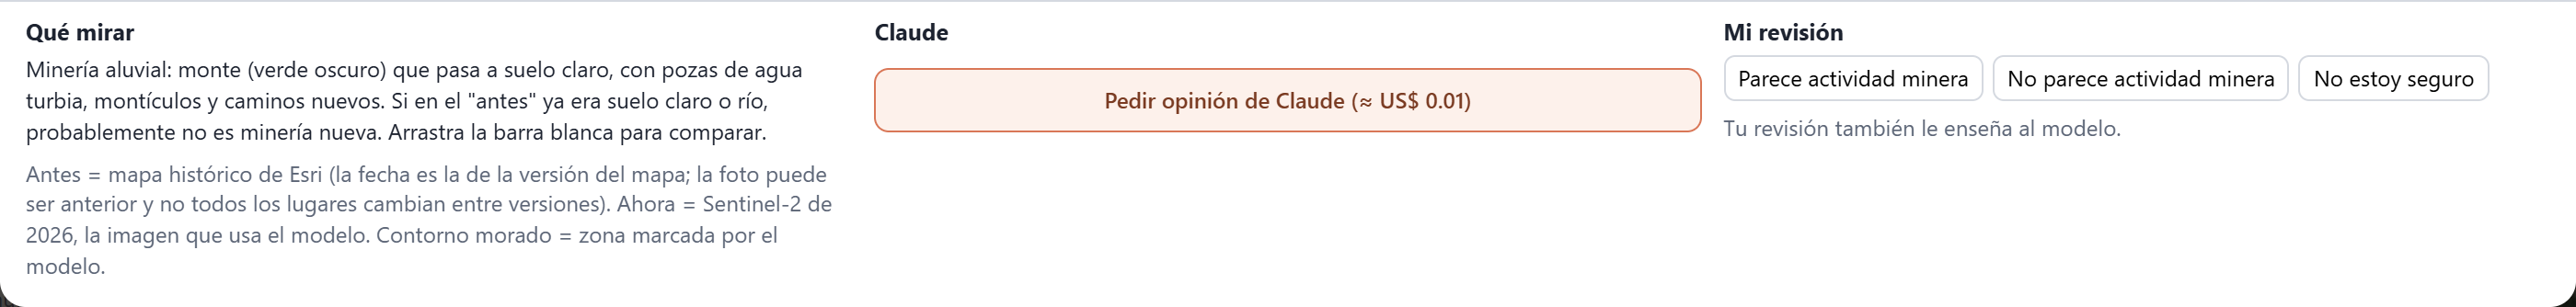 Qué mirar
Minería aluvial: monte (verde oscuro) que pasa a suelo claro, con pozas de agua
turbia, montículos y caminos nuevos. Si en el "antes" ya era suelo claro o río,
probablemente no es minería nueva. Arrastra la barra blanca para comparar.
Antes = mapa histórico de Esri (la fecha es la de la versión del mapa; la foto puede
ser anterior y no todos los lugares cambian entre versiones). Ahora = Sentinel-2 de
2026, la imagen que usa el modelo. Contorno morado = zona marcada por el
modelo.
Claude
Pedir opinión de Claude (≈ US$ 0.01)
Mi revisión
Parece actividad minera
No parece actividad minera
No estoy seguro
Tu revisión también le enseña al modelo.